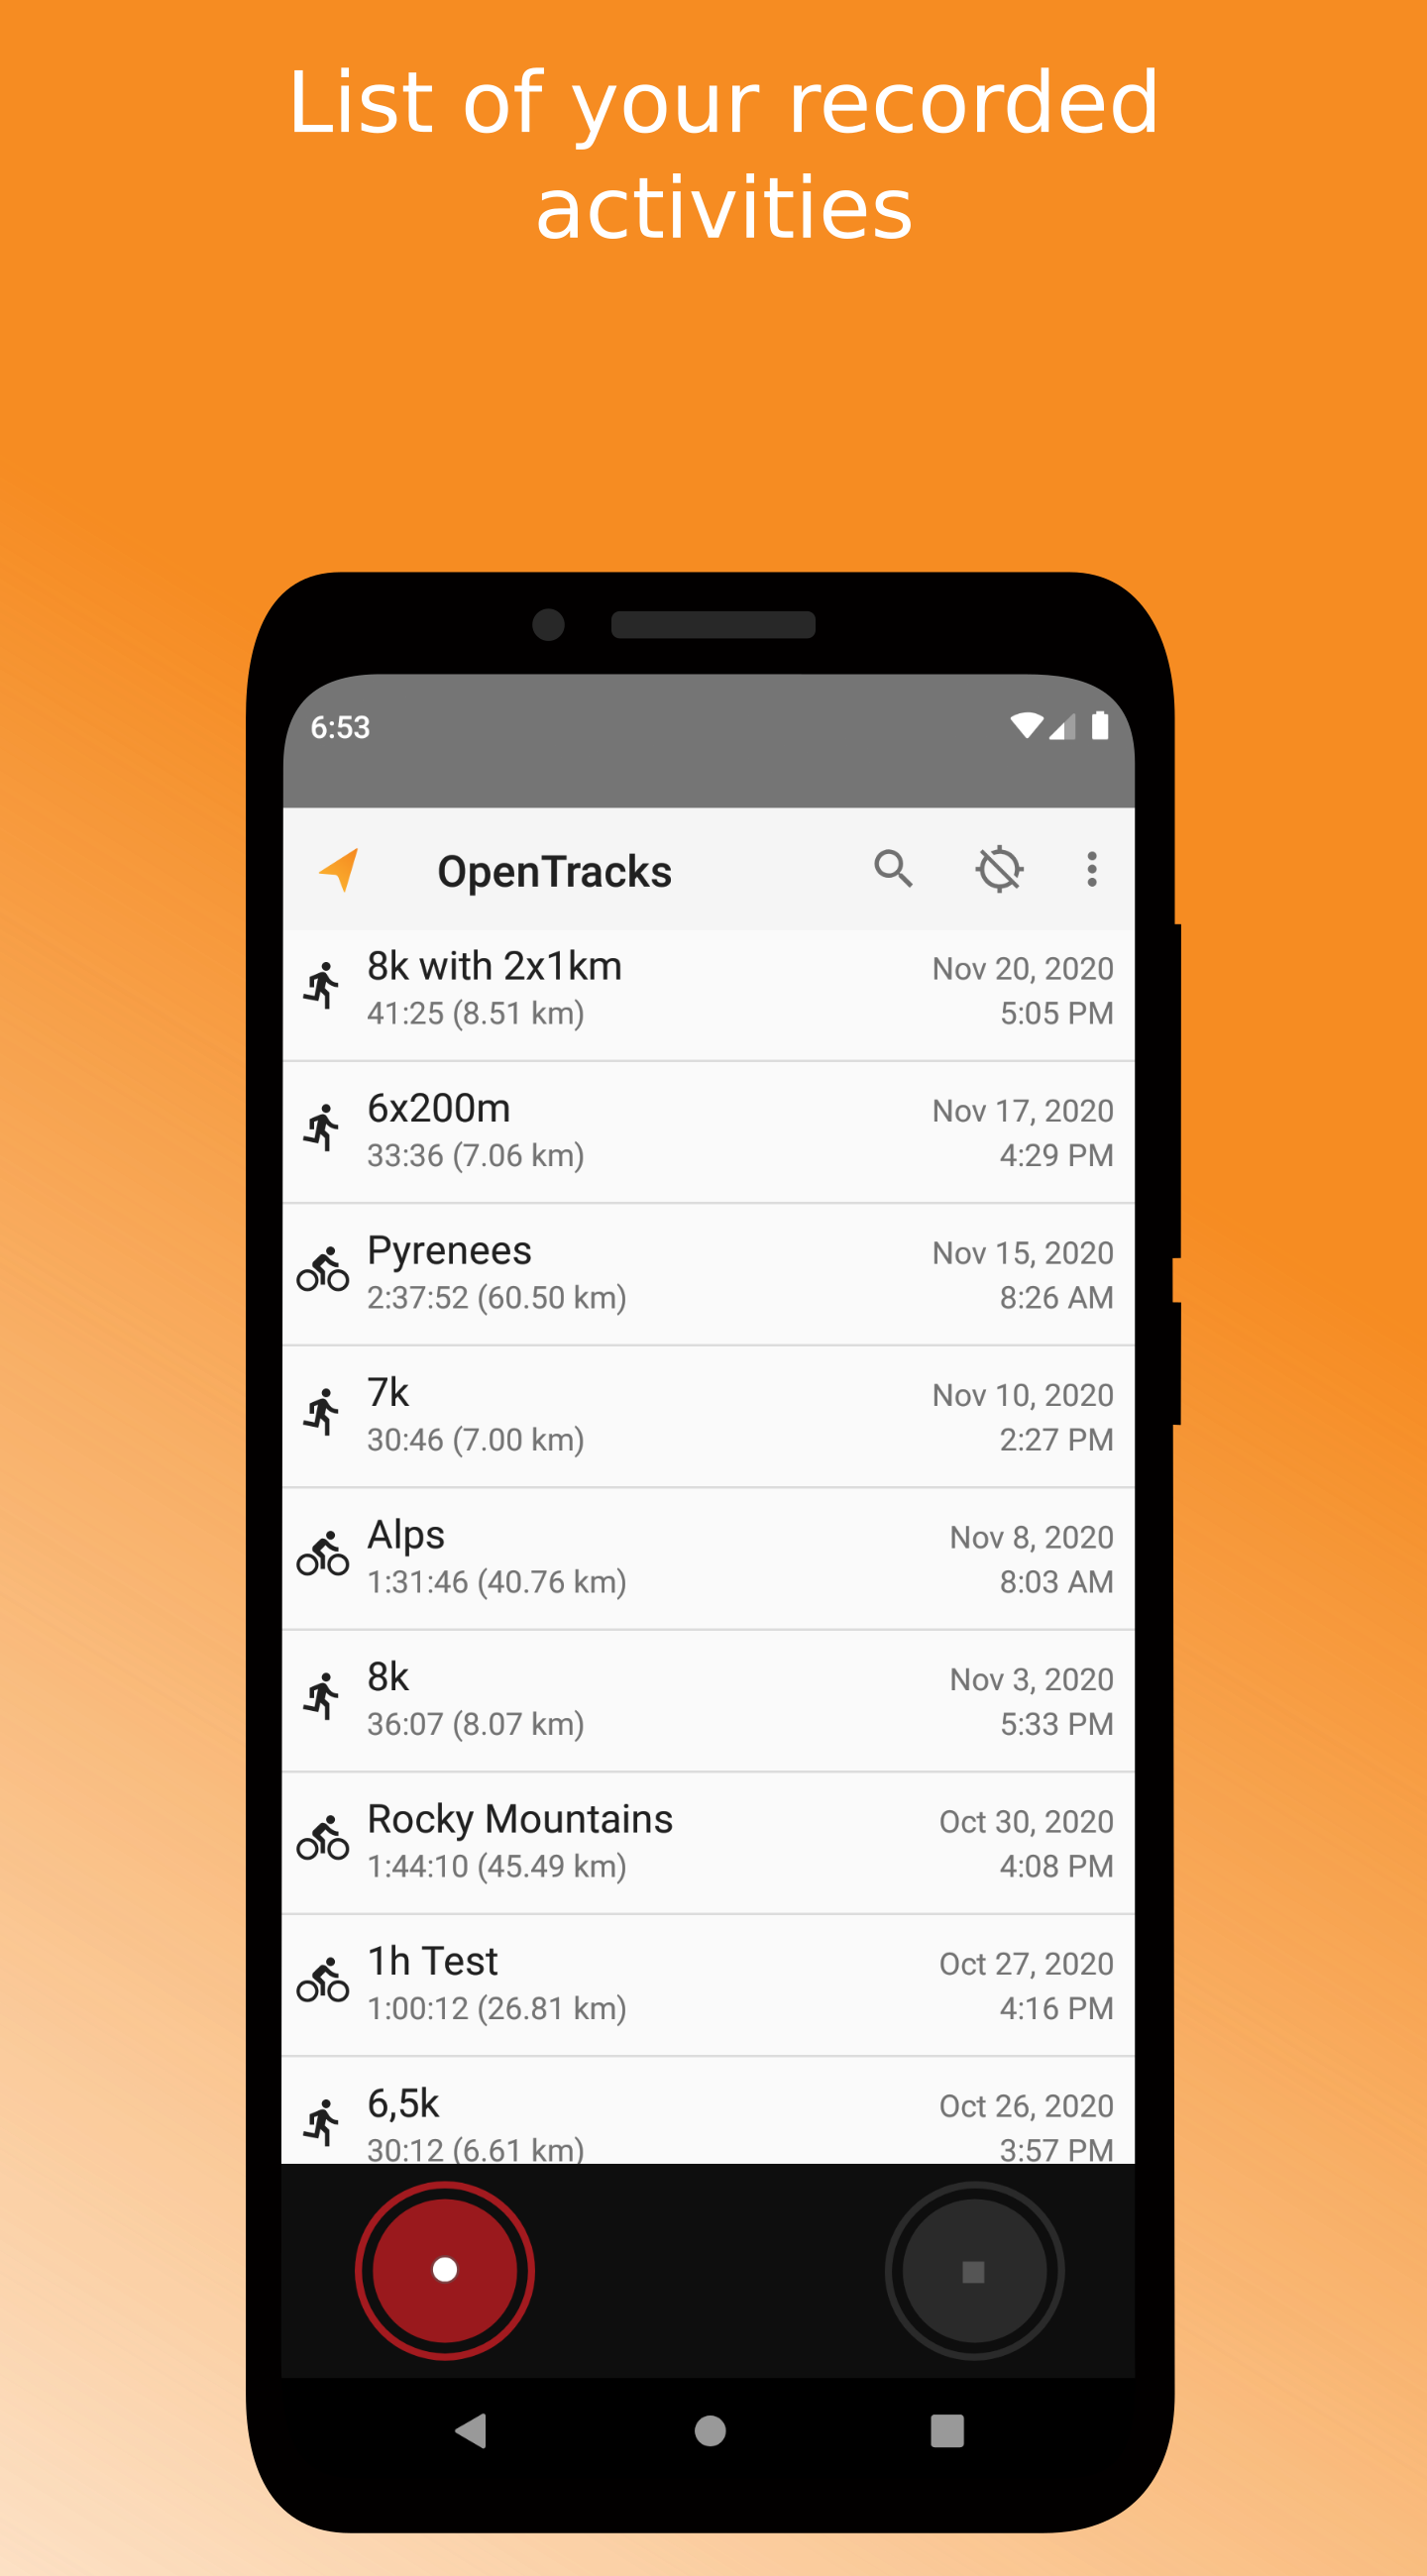 List of your recorded
activities
6:53
OpenTracks
8k with 2x1km
Nov 20, 2020
41:25 (8.51 km)
5:05 PM
6x200m
Nov 17, 2020
33:36 (7.06 km)
4:29 PM
Pyrenees
Nov 15, 2020
2:37:52 (60.50 km)
8:26 AM
7k
Nov 10, 2020
30:46 (7.00 km)
2:27 PM
Alps
Nov 8, 2020
1:31:46 (40.76 km)
8:03 AM
8k
Nov 3, 2020
36:07 (8.07 km)
5:33 PM
Rocky Mountains
Oct 30, 2020
1:44:10 (45.49 km)
4:08 PM
1h Test
Oct 27, 2020
1:00:12 (26.81 km)
4:16 PM
6,5k
Oct 26, 2020
30:12 (6.61 km)
3:57 PM